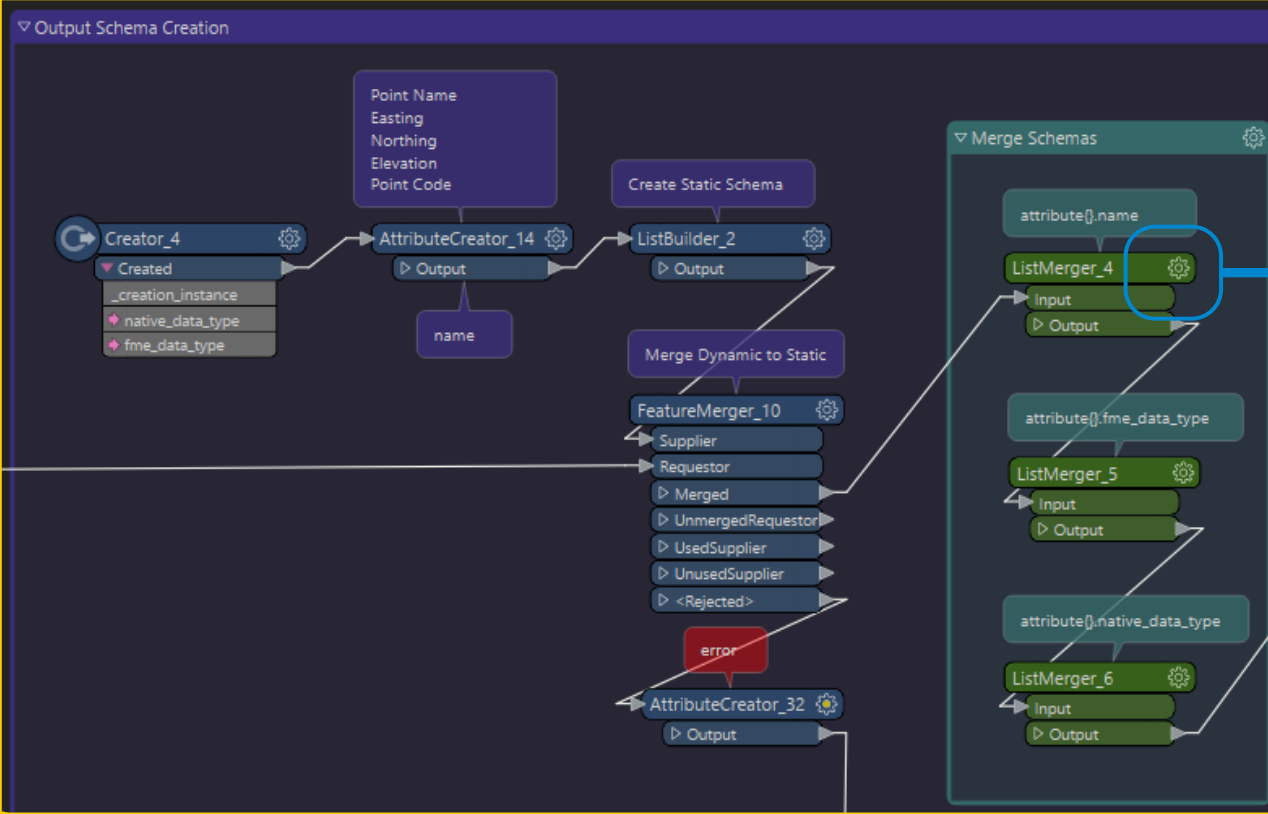 Output Schema Creation
Point Name
Easting
Northing
Elevation
Point Code
Creator_4
Created
_creation_instance
native_data_type
fme_data_type
AttributeCreator_14
Output
name
Create Static Schema
ListBuilder_2
Output
Merge Dynamic to Static
FeatureMerger_10
Supplier
Requestor
Merged
UnmergedRequestor
UsedSupplier
UnusedSupplier
<Rejected>
error
AttributeCreator_32
Output
Merge Schemas
attribute{}.name
ListMerger_4
Input
Output
attribute{}.fme_data_type
ListMerger_5
Input
Output
attribute{}.native_data_type
ListMerger_6
Input
Output